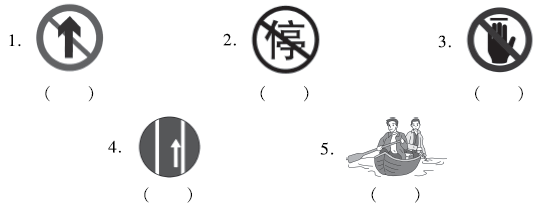 1. 2. 停 3.
( ) ( ) ( )
4. 5.
( ) ( )